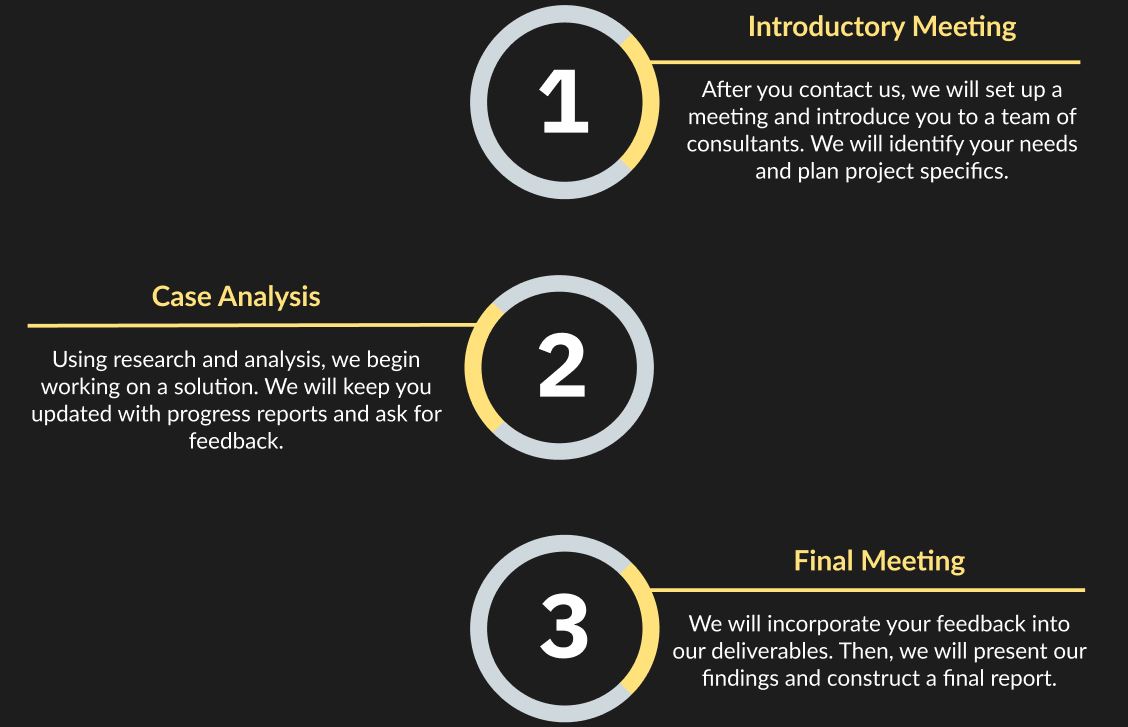 1
Introductory Meeting
After you contact us, we will set up a
meeting and introduce you to a team of
consultants. We will identify your needs
and plan project specifics.
2
Case Analysis
Using research and analysis, we begin
working on a solution. We will keep you
updated with progress reports and ask for
feedback.
3
Final Meeting
We will incorporate your feedback into
our deliverables. Then, we will present our
findings and construct a final report.